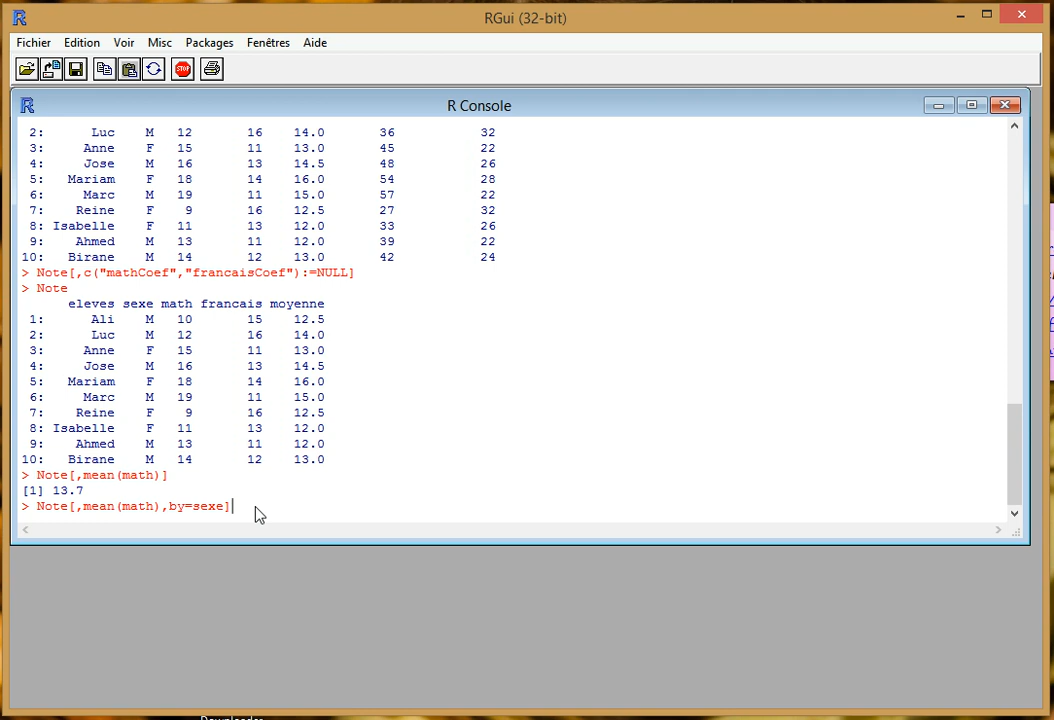 RGui (32-bit)
Fichier Edition Voir Misc Packages Fenêtres Aide
STOP
R Console
2: Luc M 12 16 14.0 36 32
3: Anne F 15 11 13.0 45 22
4: Jose M 16 13 14.5 48 26
5: Mariam F 18 14 16.0 54 28
6: Marc M 19 11 15.0 57 22
7: Reine F 9 16 12.5 27 32
8: Isabelle F 11 13 12.0 33 26
9: Ahmed M 13 11 12.0 39 22
10: Birane M 14 12 13.0 42 24
> Note[,c("mathCoef","francaisCoef"):=NULL]
> Note
eleves sexe math francais moyenne
1: Ali M 10 15 12.5
2: Luc M 12 16 14.0
3: Anne F 15 11 13.0
4: Jose M 16 13 14.5
5: Mariam F 18 14 16.0
6: Marc M 19 11 15.0
7: Reine F 9 16 12.5
8: Isabelle F 11 13 12.0
9: Ahmed M 13 11 12.0
10: Birane M 14 12 13.0
> Note[,mean(math)]
[1] 13.7
> Note[,mean(math),by=sexe]